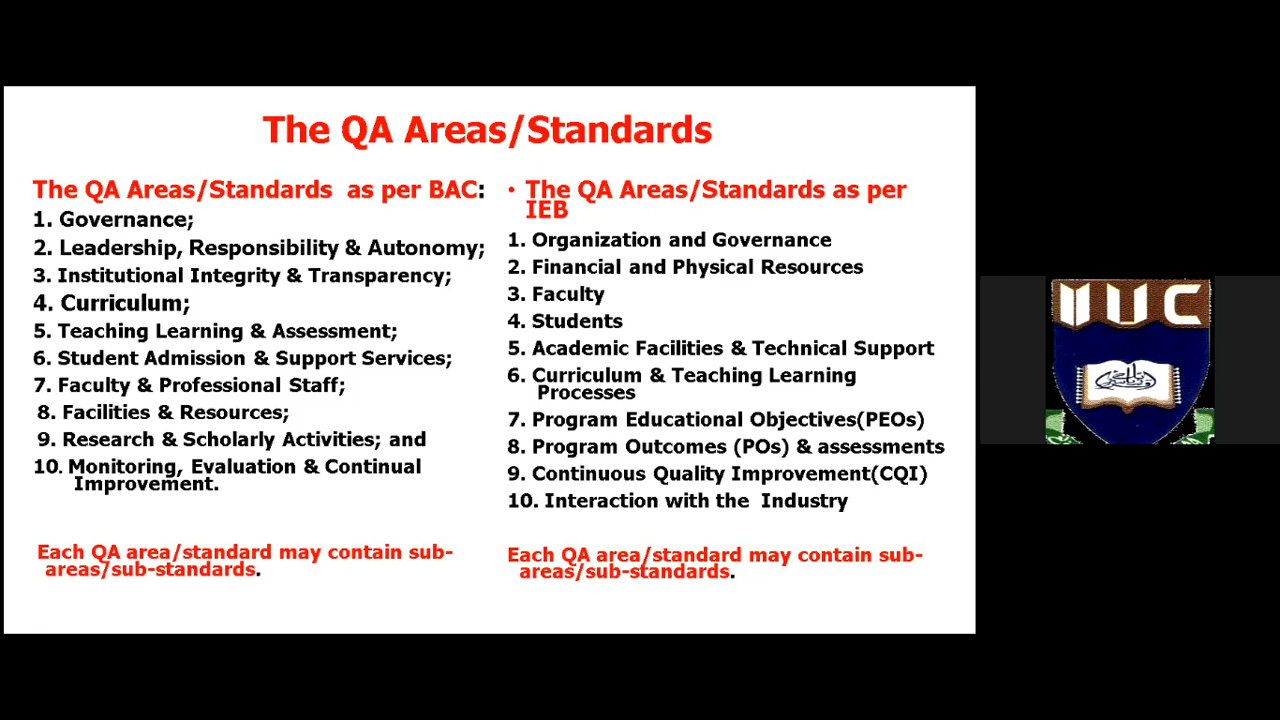 The QA Areas/Standards
The QA Areas/Standards as per BAC:
1. Governance;
2. Leadership, Responsibility & Autonomy;
3. Institutional Integrity & Transparency;
4. Curriculum;
5. Teaching Learning & Assessment;
6. Student Admission & Support Services;
7. Faculty & Professional Staff;
8. Facilities & Resources;
9. Research & Scholarly Activities; and
10. Monitoring, Evaluation & Continual
Improvement.
Each QA area/standard may contain sub-
areas/sub-standards.
• The QA Areas/Standards as per
IEB
1. Organization and Governance
2. Financial and Physical Resources
3. Faculty
4. Students
5. Academic Facilities & Technical Support
6. Curriculum & Teaching Learning
Processes
7. Program Educational Objectives(PEOs)
8. Program Outcomes (POs) & assessments
9. Continuous Quality Improvement(CQI)
10. Interaction with the Industry
Each QA area/standard may contain sub-
areas/sub-standards.